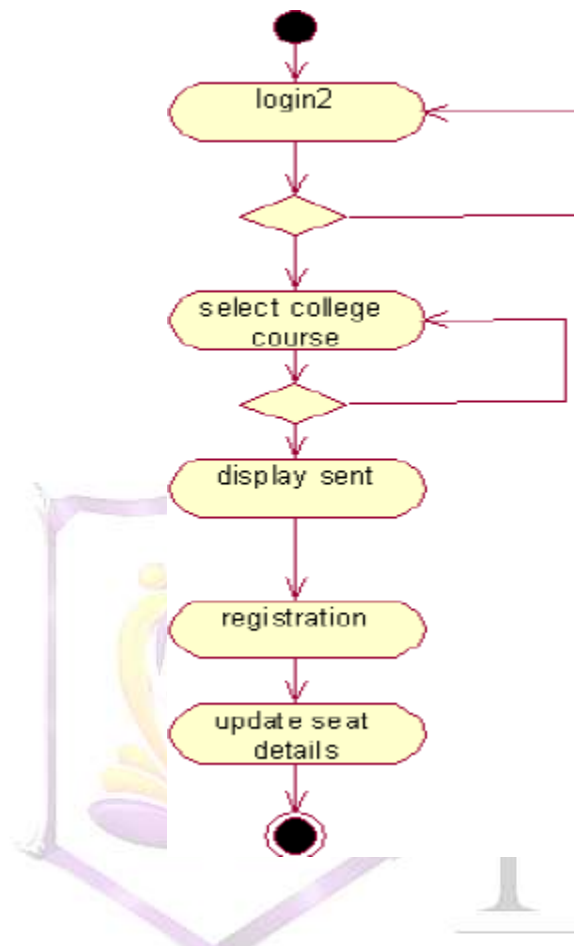 login2
select college
course
display sent
registration
update seat
details